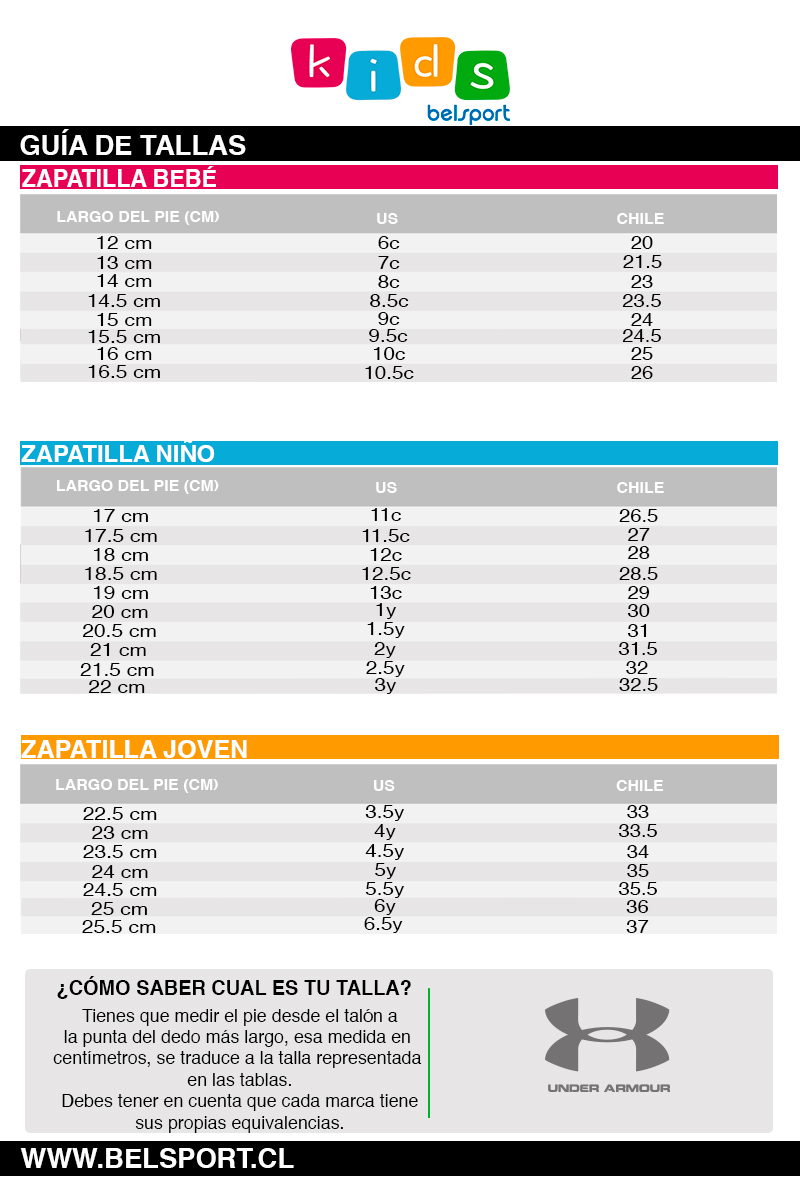 kids
belsport
GUÍA DE TALLAS
ZAPATILLA BEBÉ
LARGO DEL PIE (CM) US CHILE
12 cm 6c 20
13 cm 7c 21.5
14 cm 8c 23
14.5 cm 8.5c 23.5
15 cm 9c 24
15.5 cm 9.5c 24.5
16 cm 10c 25
16.5 cm 10.5c 26
ZAPATILLA NIÑO
LARGO DEL PIE (CM) US CHILE
17 cm 11c 26.5
17.5 cm 11.5c 27
18 cm 12c 28
18.5 cm 12.5c 28.5
19 cm 13c 29
20 cm 1y 30
20.5 cm 1.5y 31
21 cm 2y 31.5
21.5 cm 2.5y 32
22 cm 3y 32.5
ZAPATILLA JOVEN
LARGO DEL PIE (CM) US CHILE
22.5 cm 3.5y 33
23 cm 4y 33.5
23.5 cm 4.5y 34
24 cm 5y 35
24.5 cm 5.5y 35.5
25 cm 6y 36
25.5 cm 6.5y 37
¿CÓMO SABER CUAL ES TU TALLA?
Tienes que medir el pie desde el talón a
la punta del dedo más largo, esa medida en
centímetros, se traduce a la talla representada
en las tablas.
Debes tener en cuenta que cada marca tiene
sus propias equivalencias.
UNDER ARMOUR
WWW.BELSPORT.CL